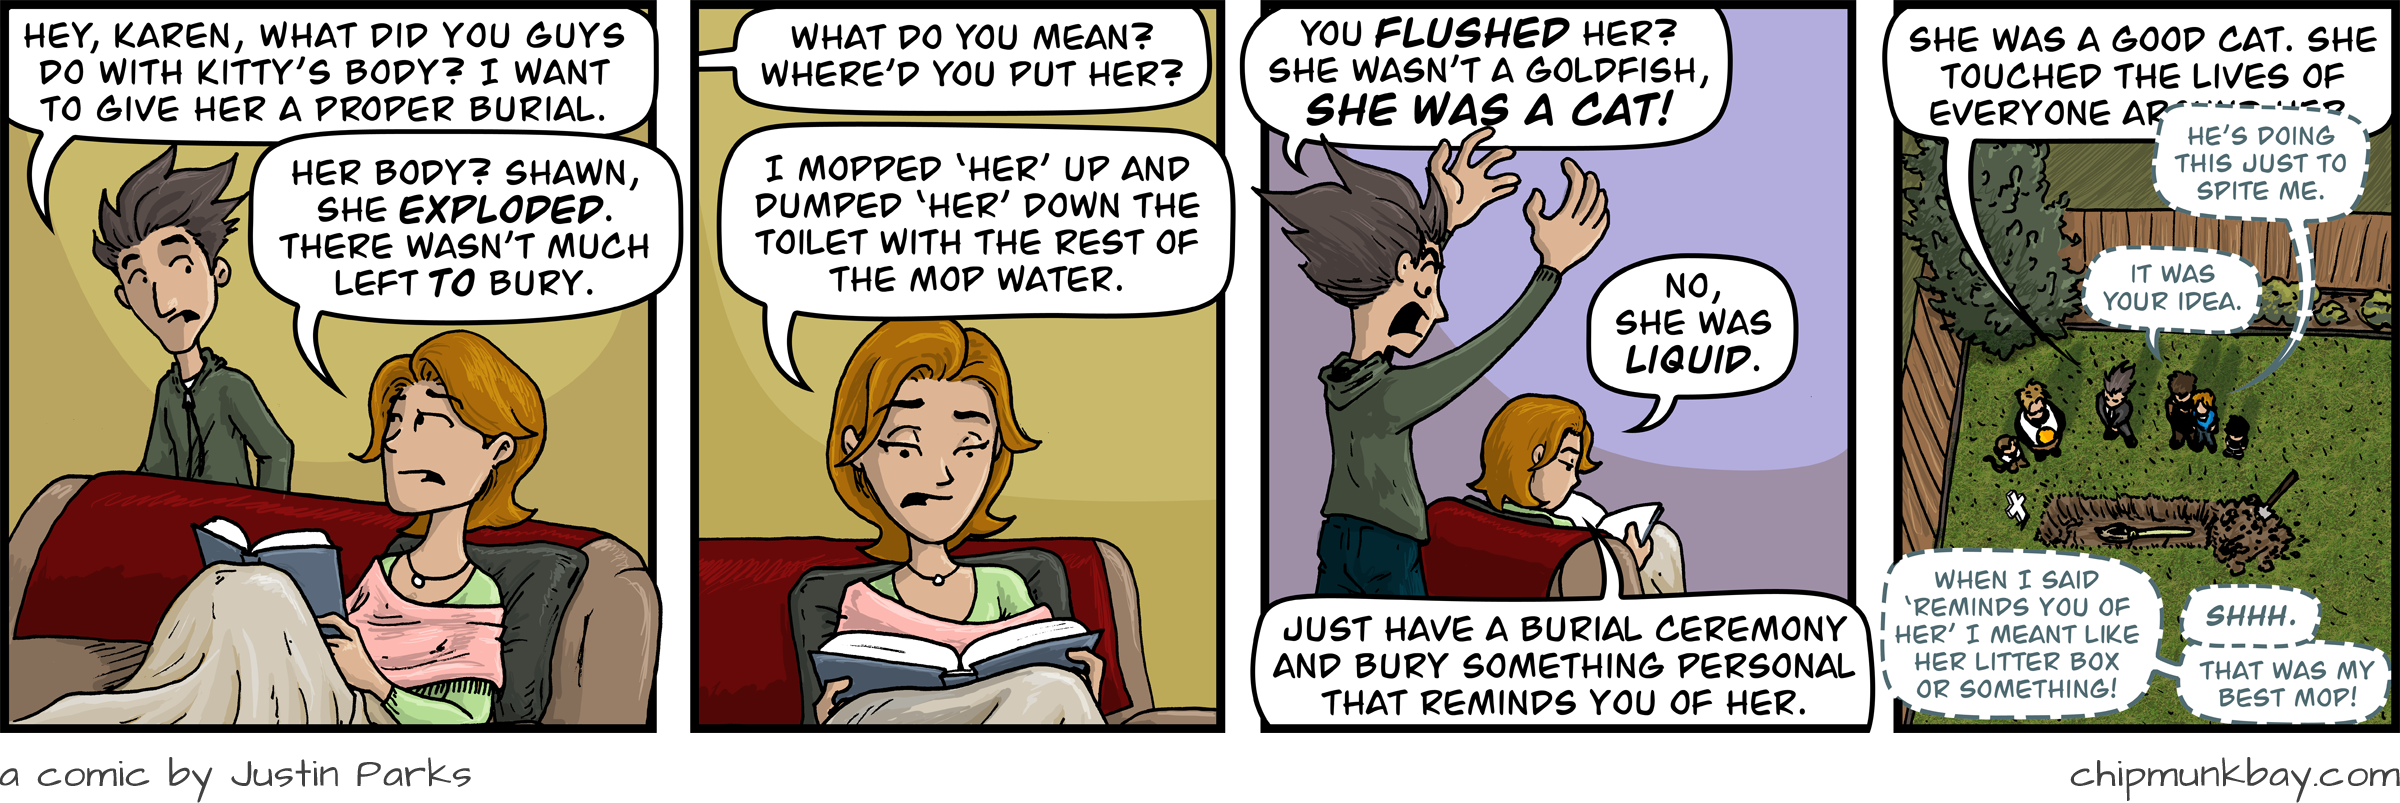 HEY, KAREN, WHAT DID YOU GUYS
DO WITH KITTY'S BODY? I WANT
TO GIVE HER A PROPER BURIAL.
HER BODY? SHAWN,
SHE EXPLODED.
THERE WASN'T MUCH
LEFT TO BURY.
WHAT DO YOU MEAN?
WHERE'D YOU PUT HER?
I MOPPED 'HER' UP AND
DUMPED 'HER' DOWN THE
TOILET WITH THE REST OF
THE MOP WATER.
YOU FLUSHED HER?
SHE WASN'T A GOLDFISH,
SHE WAS A CAT!
NO,
SHE WAS
LIQUID.
JUST HAVE A BURIAL CEREMONY
AND BURY SOMETHING PERSONAL
THAT REMINDS YOU OF HER.
SHE WAS A GOOD CAT. SHE
TOUCHED THE LIVES OF
EVERYONE AROUND HER
HE'S DOING
THIS JUST TO
SPITE ME.
IT WAS
YOUR IDEA.
WHEN I SAID
'REMINDS YOU OF
HER' I MEANT LIKE
HER LITTER BOX
OR SOMETHING!
SHHH.
THAT WAS MY
BEST MOP!
a comic by Justin Parks
chipmunkbay.com